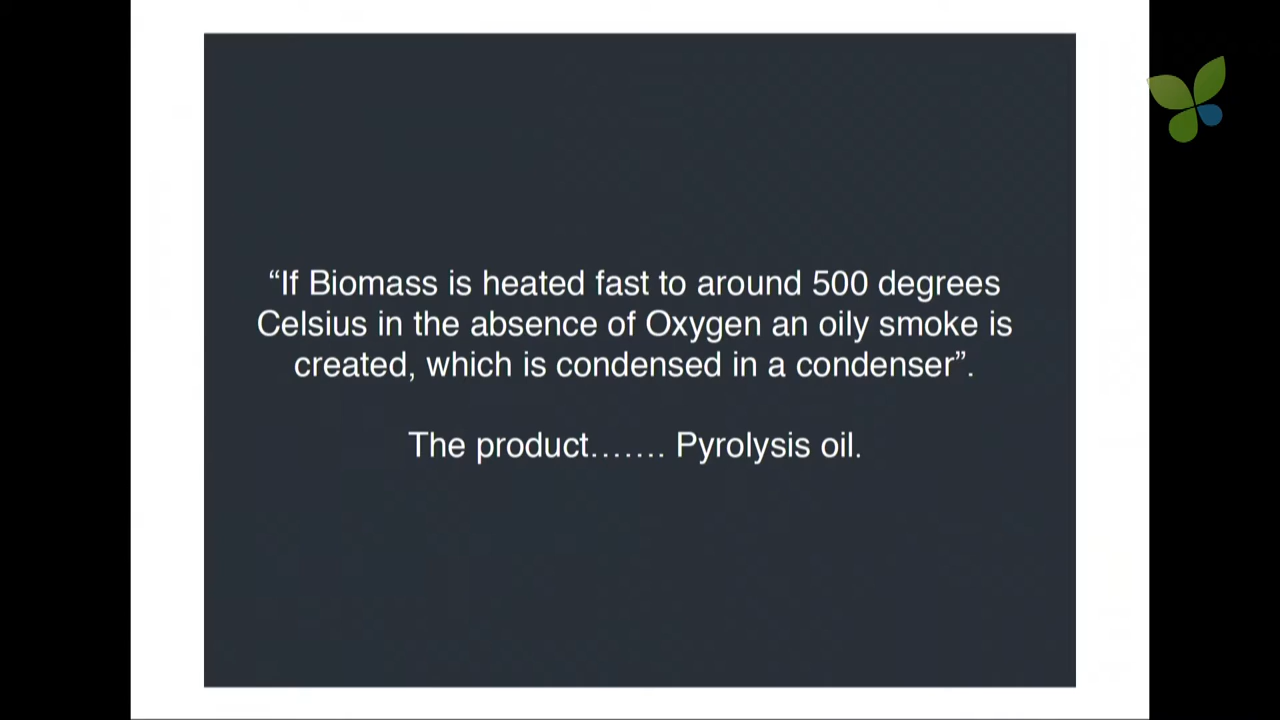 “If Biomass is heated fast to around 500 degrees
Celsius in the absence of Oxygen an oily smoke is
created, which is condensed in a condenser”.
The product....... Pyrolysis oil.